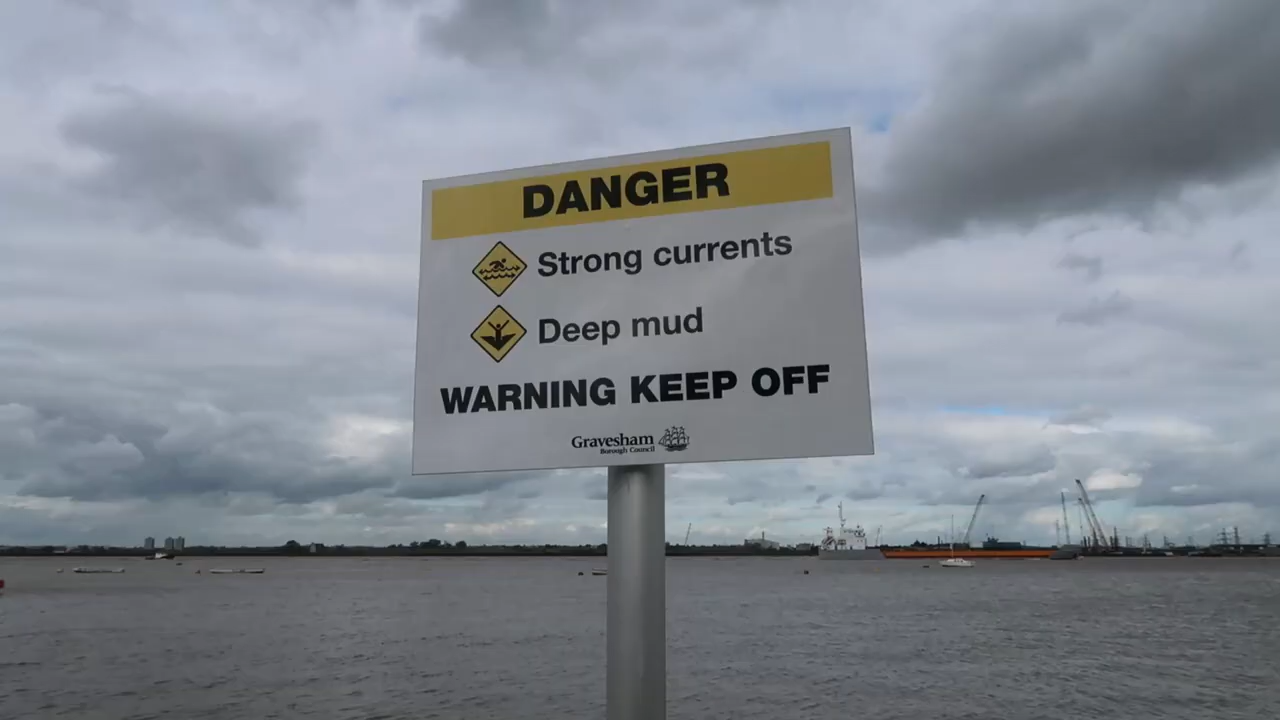 DANGER
Strong currents
Deep mud
WARNING KEEP OFF
Gravesham
Borough Council